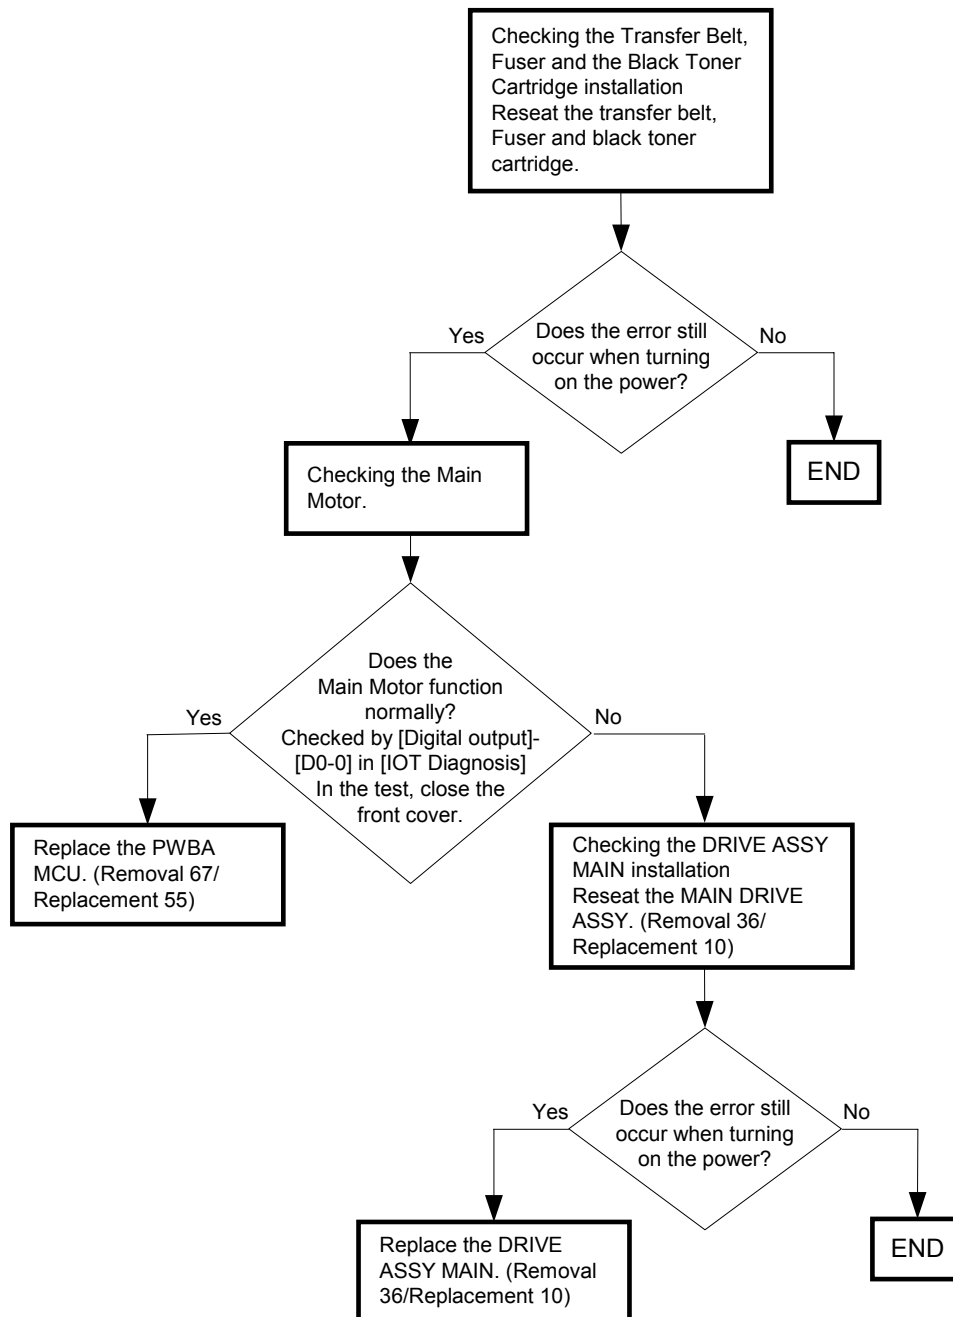 Checking the Transfer Belt,
Fuser and the Black Toner
Cartridge installation
Reseat the transfer belt,
Fuser and black toner
cartridge.
Yes
Does the error still
occur when turning
on the power?
No
Checking the Main
Motor.
END
Does the
Main Motor function
normally?
Checked by [Digital output]-
[D0-0] in [IOT Diagnosis]
In the test, close the
front cover.
Yes
No
Replace the PWBA
MCU. (Removal 67/
Replacement 55)
Checking the DRIVE ASSY
MAIN installation
Reseat the MAIN DRIVE
ASSY. (Removal 36/
Replacement 10)
Yes
Does the error still
occur when turning
on the power?
No
Replace the DRIVE
ASSY MAIN. (Removal
36/Replacement 10)
END